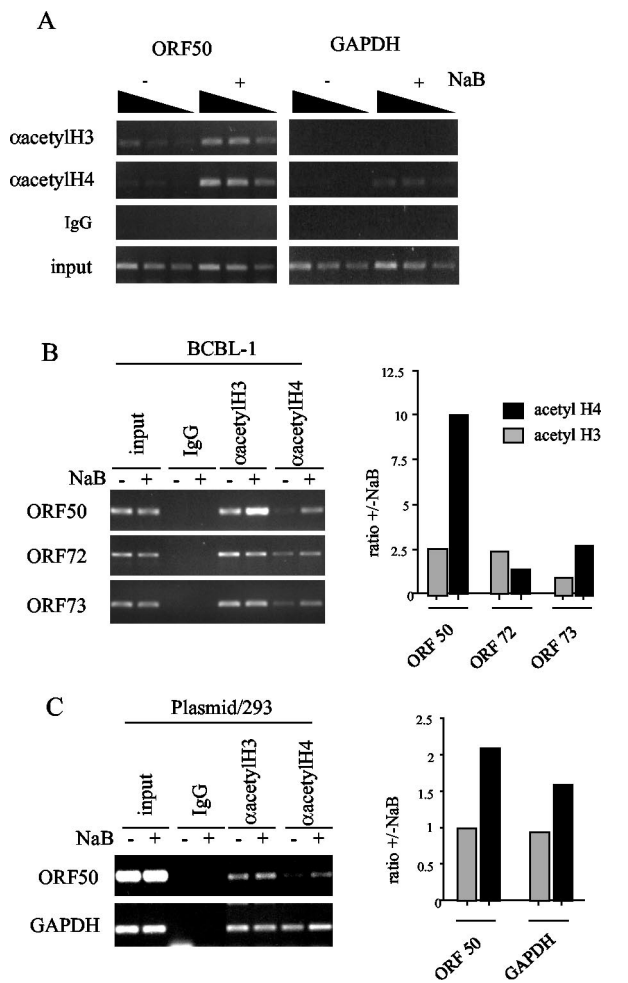 A
ORF50 GAPDH
- + - + NaB
αacetylH3
αacetylH4
IgG
input
B
BCBL-1
input IgG αacetylH3 αacetylH4
NaB - + - + - + - +
ORF50
ORF72
ORF73
12.5
10
7.5
5
2.5
0
ratio +/-NaB
acetyl H4
acetyl H3
ORF 50 ORF 72 ORF 73
C
Plasmid/293
input IgG αacetylH3 αacetylH4
NaB - + - + - + - +
ORF50
GAPDH
2.5
2
1.5
1
0.5
0
ratio +/-NaB
ORF 50 GAPDH